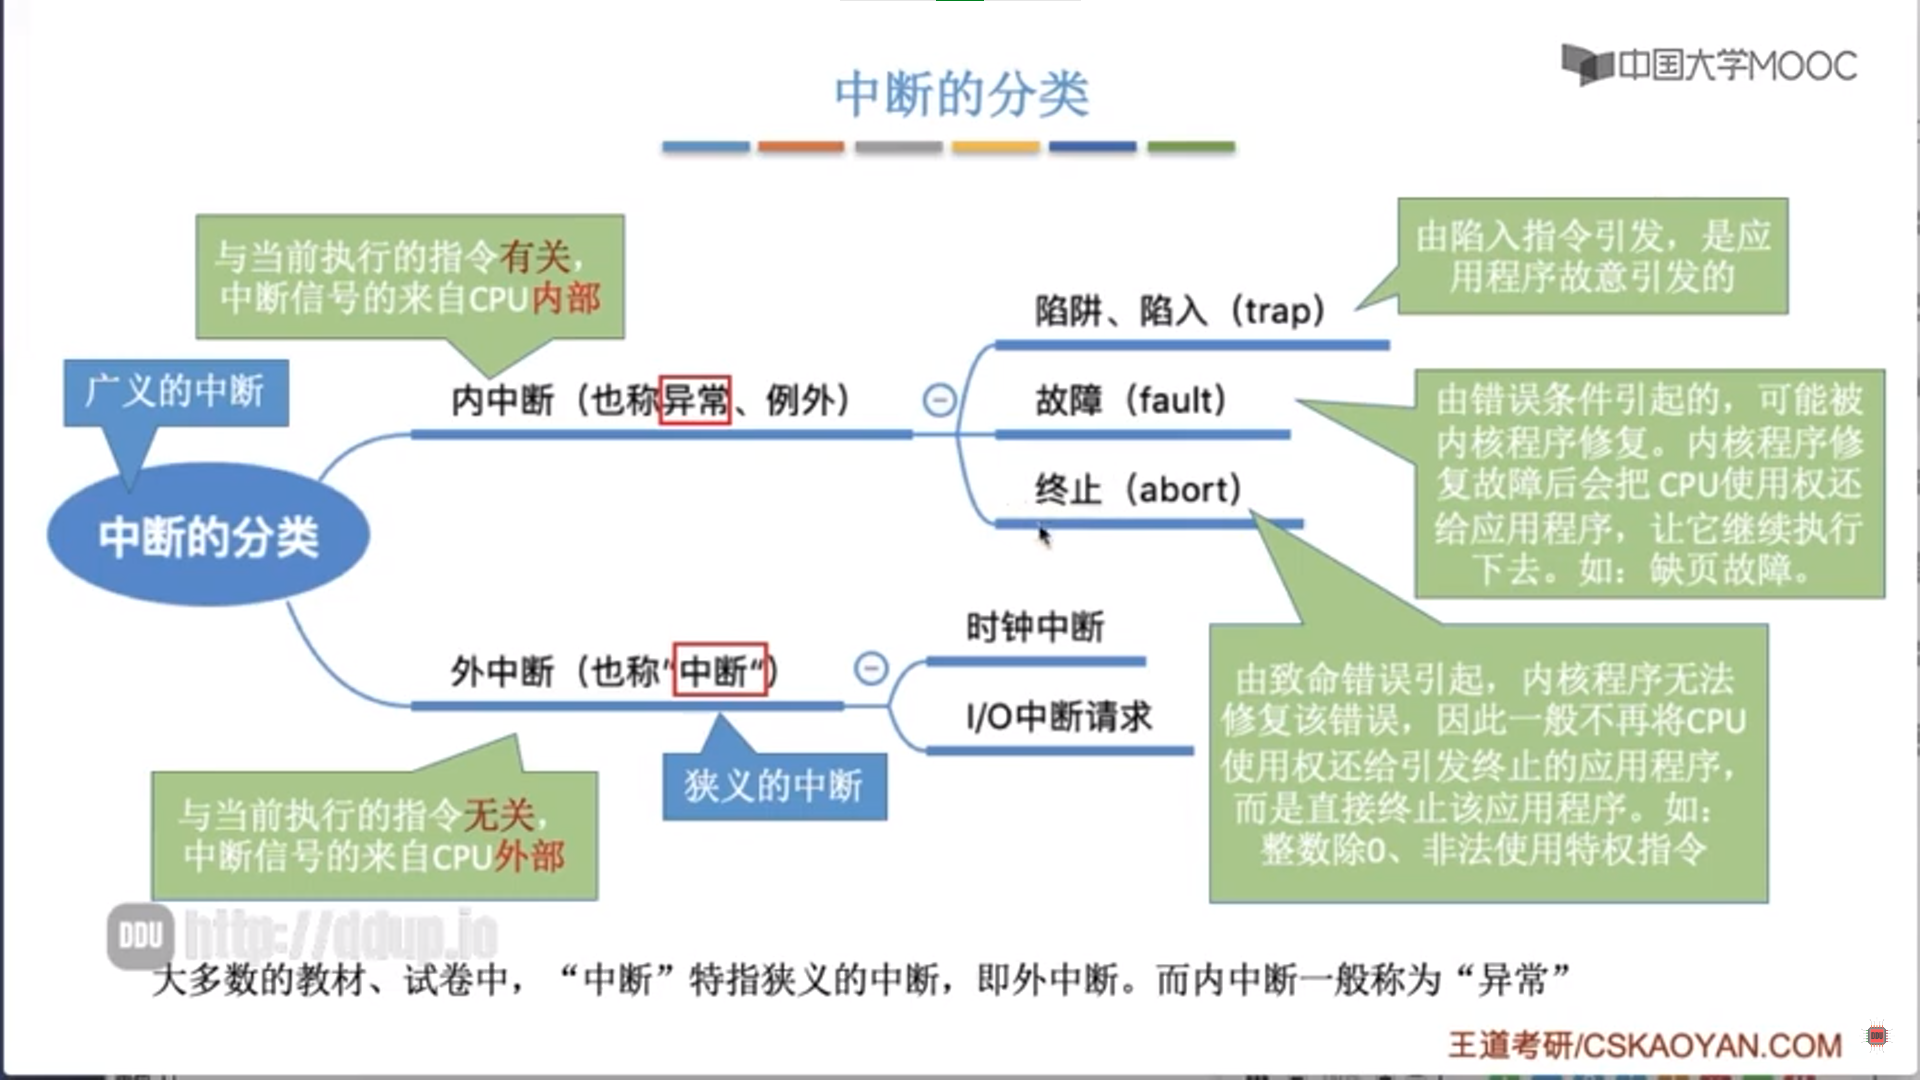 中国大学MOOC
中断的分类
与当前执行的指令有关，
中断信号的来自CPU内部
由陷入指令引发，是应
用程序故意引发的
陷阱、陷入（trap）
广义的中断
内中断（也称异常、例外）
故障（fault）
由错误条件引起的，可能被
内核程序修复。内核程序修
复故障后会把 CPU使用权还
给应用程序，让它继续执行
下去。如：缺页故障。
终止（abort）
中断的分类
时钟中断
外中断（也称“中断“）
I/O中断请求
由致命错误引起，内核程序无法
修复该错误，因此一般不再将CPU
使用权还给引发终止的应用程序，
而是直接终止该应用程序。如：
整数除0、非法使用特权指令
狭义的中断
与当前执行的指令无关，
中断信号的来自CPU外部
DDU http://ddup.io
大多数的教材、试卷中，“中断”特指狭义的中断，即外中断。而内中断一般称为“异常”
王道考研/CSKAOYAN.COM